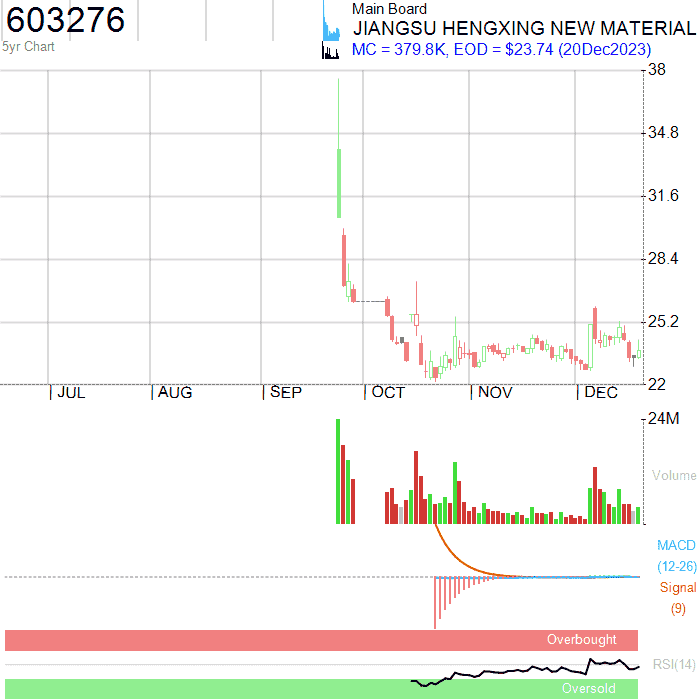 603276
5yr Chart
Main Board
JIANGSU HENGXING NEW MATERIAL
MC = 379.8K, EOD = $23.74 (20Dec2023)
38
34.8
31.6
28.4
25.2
22
JUL AUG SEP OCT NOV DEC
24M
Volume
MACD
(12-26)
Signal
(9)
Overbought
RSI(14)
Oversold